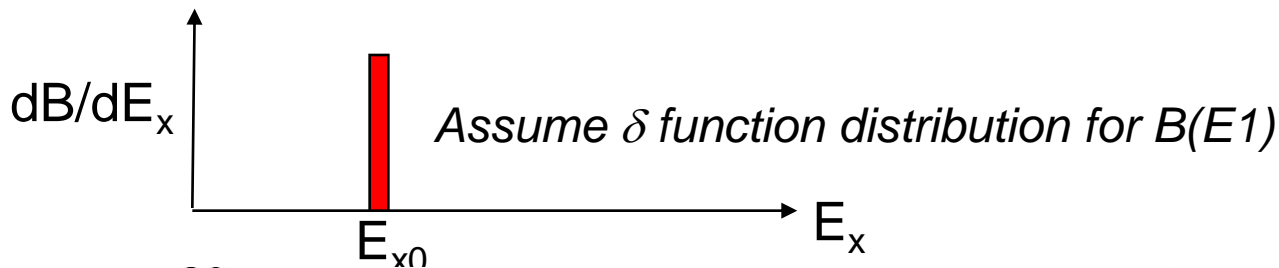 dB/dEₓ
Assume δ function distribution for B(E1)
Eₓ
Eₓ₀